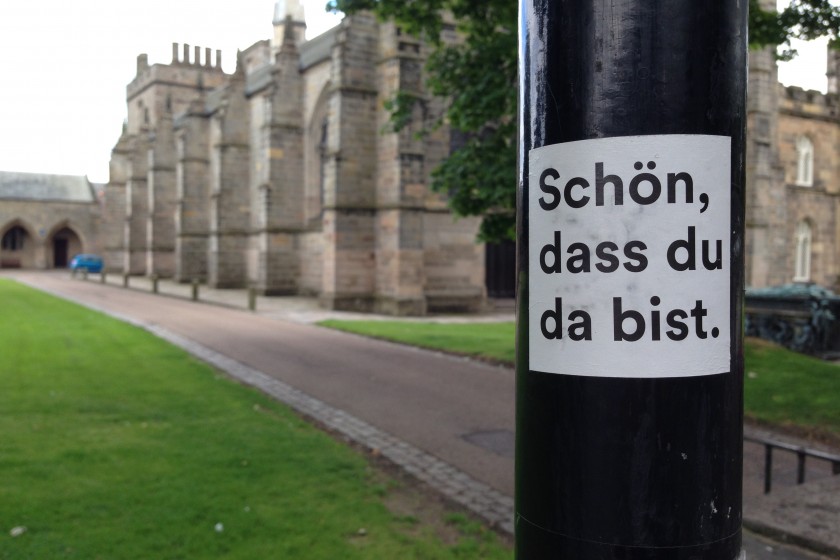 Schön,
dass du
da bist.